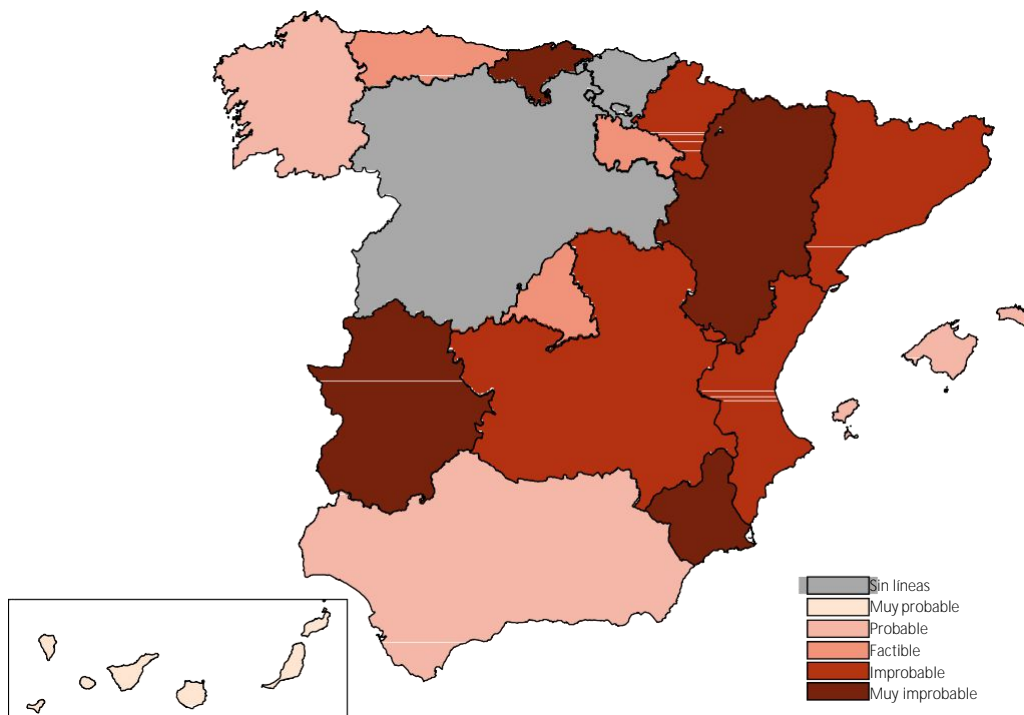 Sin líneas
Muy probable
Probable
Factible
Improbable
Muy improbable